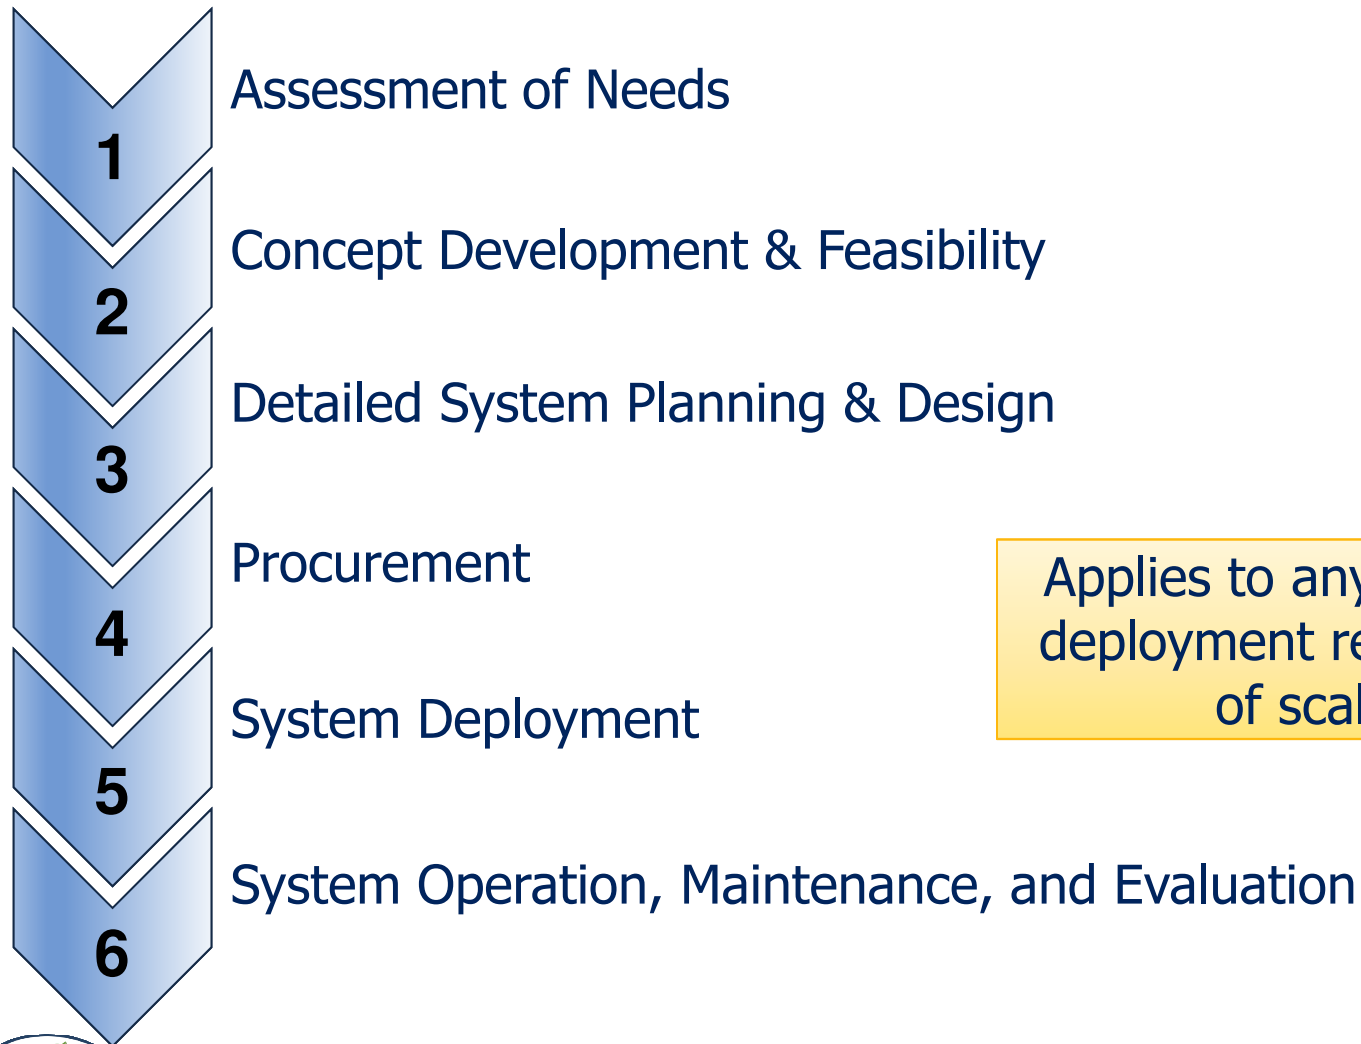 Assessment of Needs
1
Concept Development & Feasibility
2
Detailed System Planning & Design
3
Procurement
4
Applies to any
deployment
of
System Deployment
5
System Operation, Maintenance, and Evaluation
6